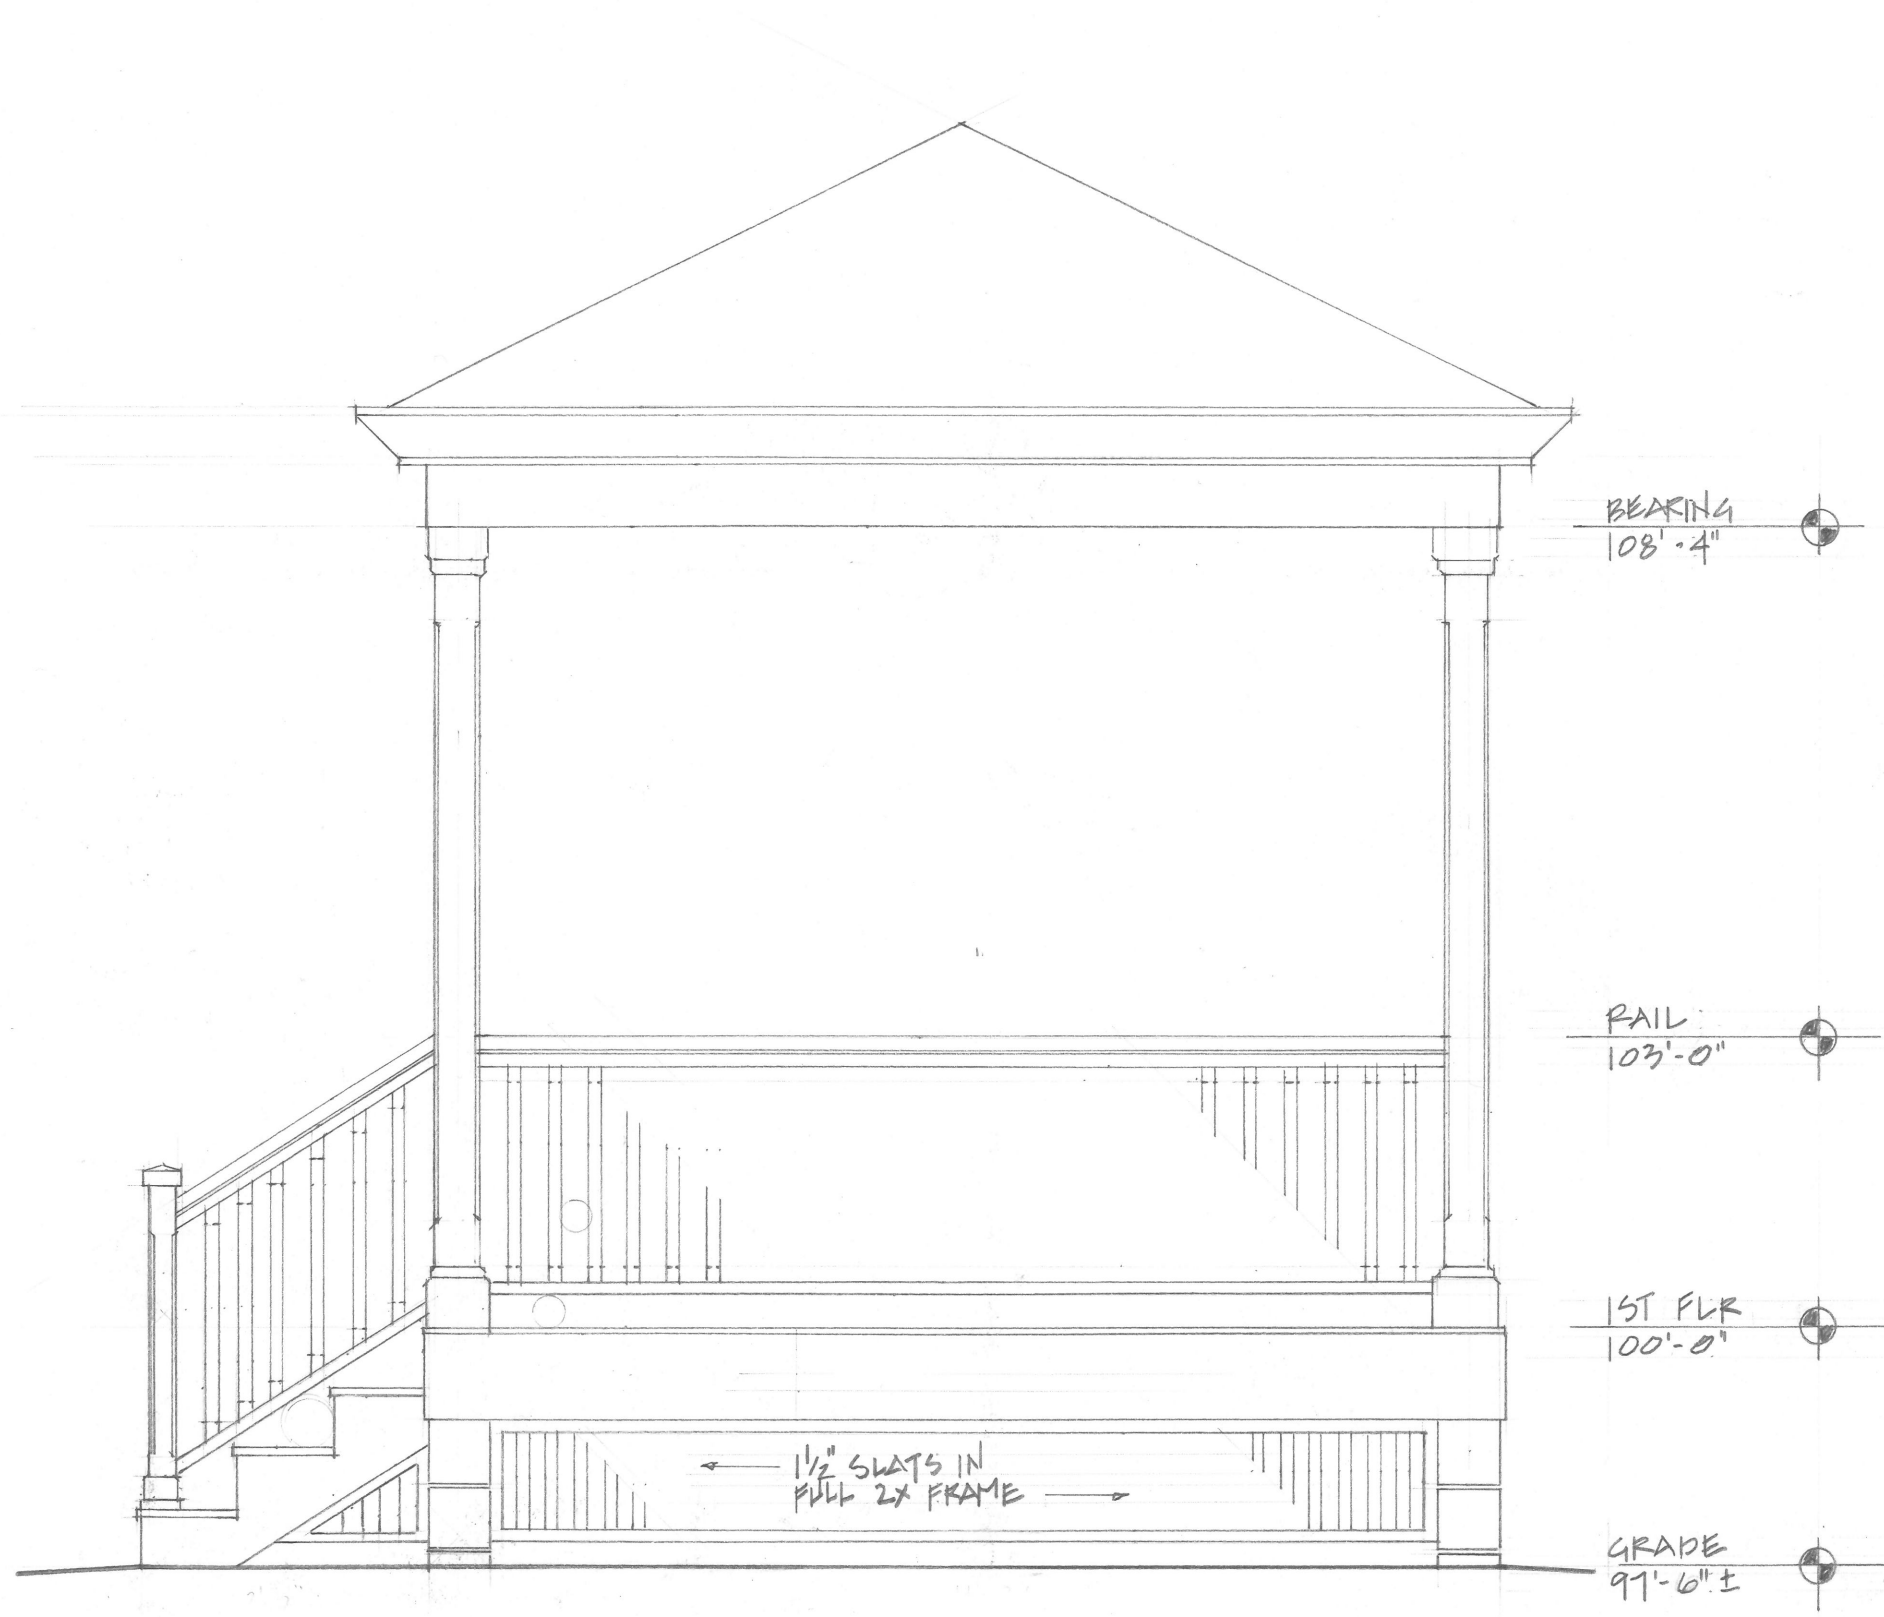 BEARING
108'-4"
RAIL
103'-0"
1ST FLR
100'-0"
1½" SLATS IN
FULL 2X FRAME
GRADE
97'-6" ±